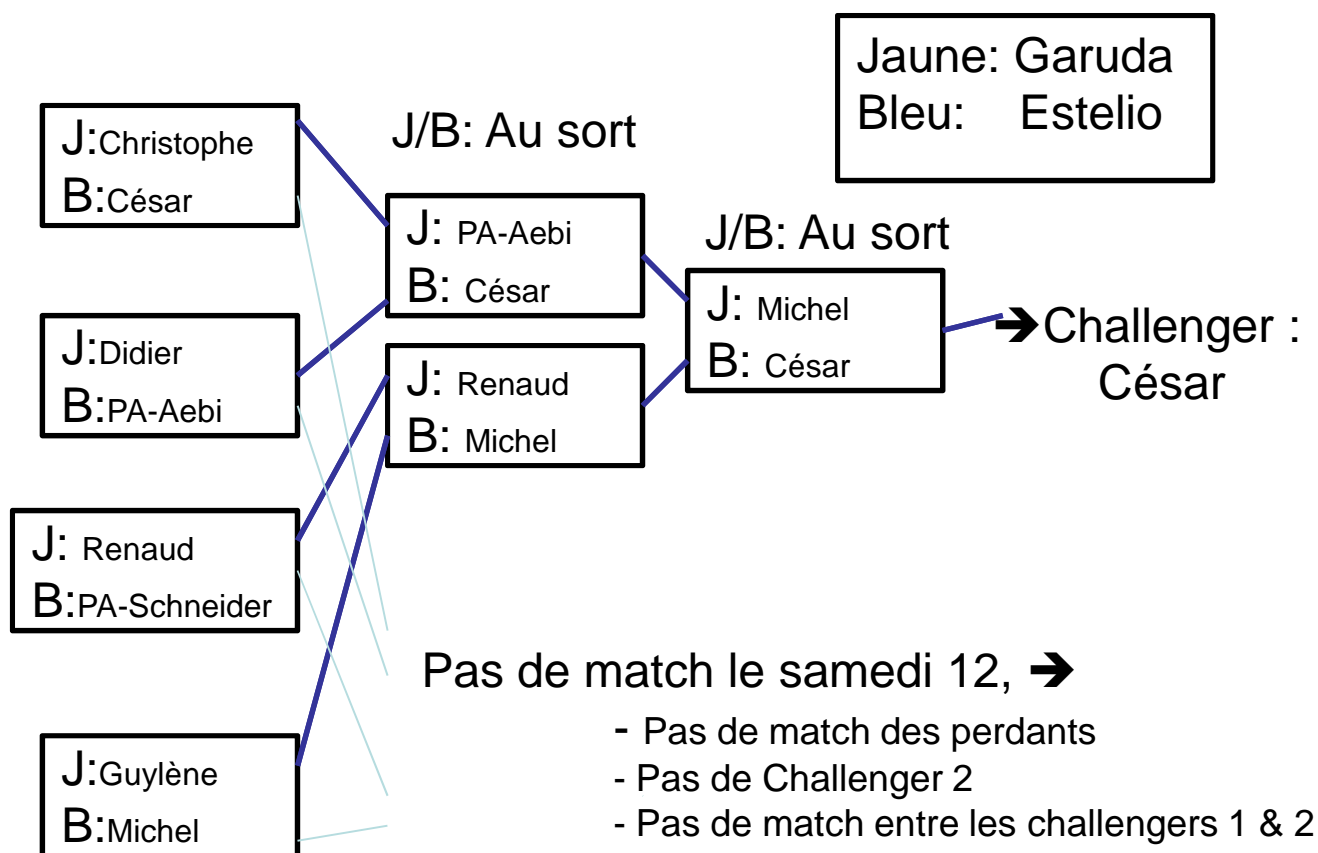 Jaune: Garuda
Bleu: Estelio
J:Christophe
B:César
J/B: Au sort
J: PA-Aebi
B: César
J/B: Au sort
J: Michel
B: César
➔Challenger :
César
J:Didier
B:PA-Aebi
J: Renaud
B: Michel
J: Renaud
B:PA-Schneider
Pas de match le samedi 12, ➔
- Pas de match des perdants
- Pas de Challenger 2
- Pas de match entre les challengers 1 & 2
J:Guylène
B:Michel